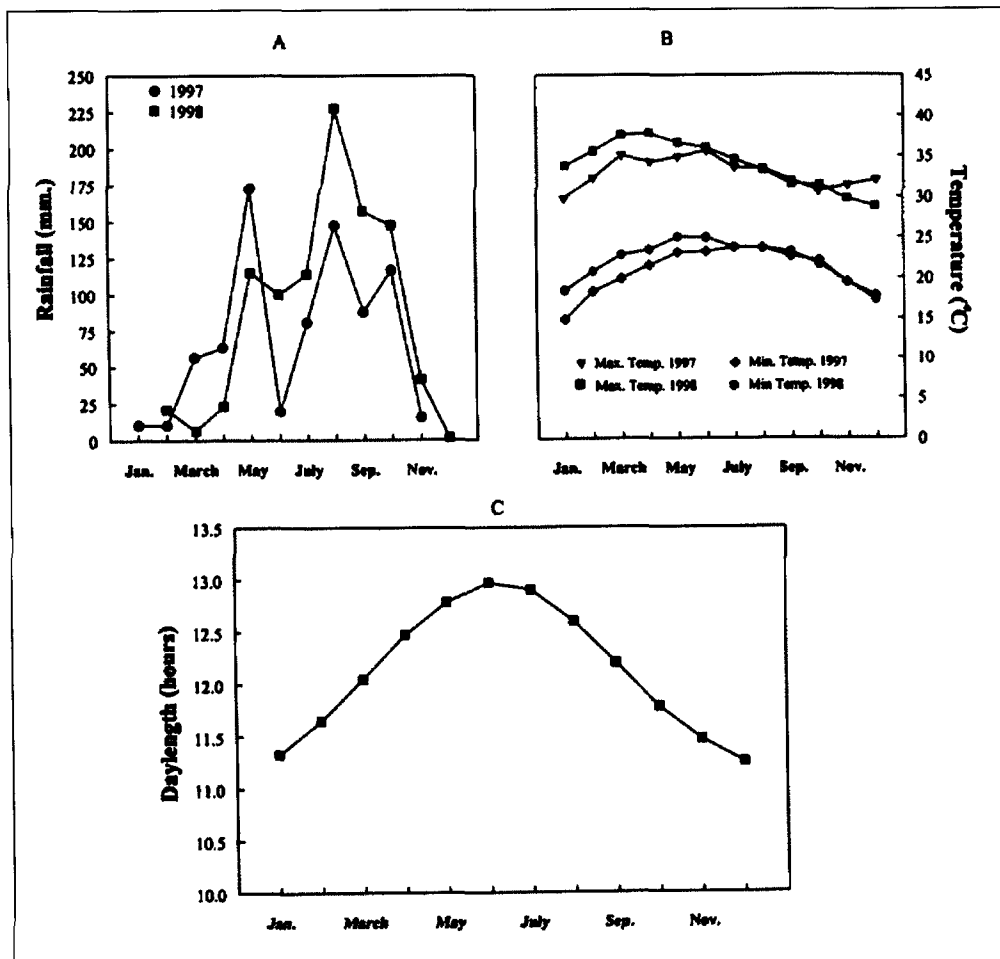 A
Rainfall (mm.)
250
225
200
175
150
125
100
75
50
25
0
1997
1998
Jan. March May July Sep. Nov.
B
45
40
35
30
25
20
15
10
5
0
Temperature (°C)
Max. Temp. 1997
Max. Temp. 1998
Min. Temp. 1997
Min Temp. 1998
Jan. March May July Sep. Nov.
C
Daylength (hours)
13.5
13.0
12.5
12.0
11.5
11.0
10.5
10.0
Jan. March May July Sep. Nov.